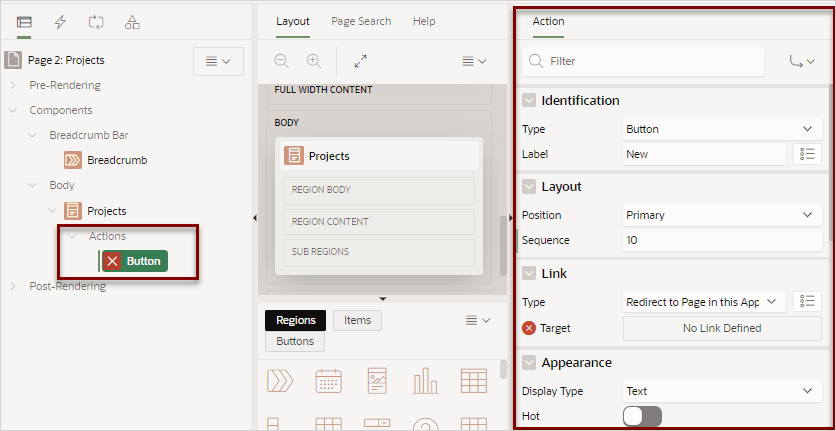 Page 2: Projects
Pre-Rendering
Components
Breadcrumb Bar
Breadcrumb
Body
Projects
Actions
Button
Post-Rendering
Layout Page Search Help
FULL WIDTH CONTENT
BODY
Projects
REGION BODY
REGION CONTENT
SUB REGIONS
Regions Items
Buttons
Action
Filter
Identification
Type Button
Label New
Layout
Position Primary
Sequence 10
Link
Type Redirect to Page in this App
Target No Link Defined
Appearance
Display Type Text
Hot